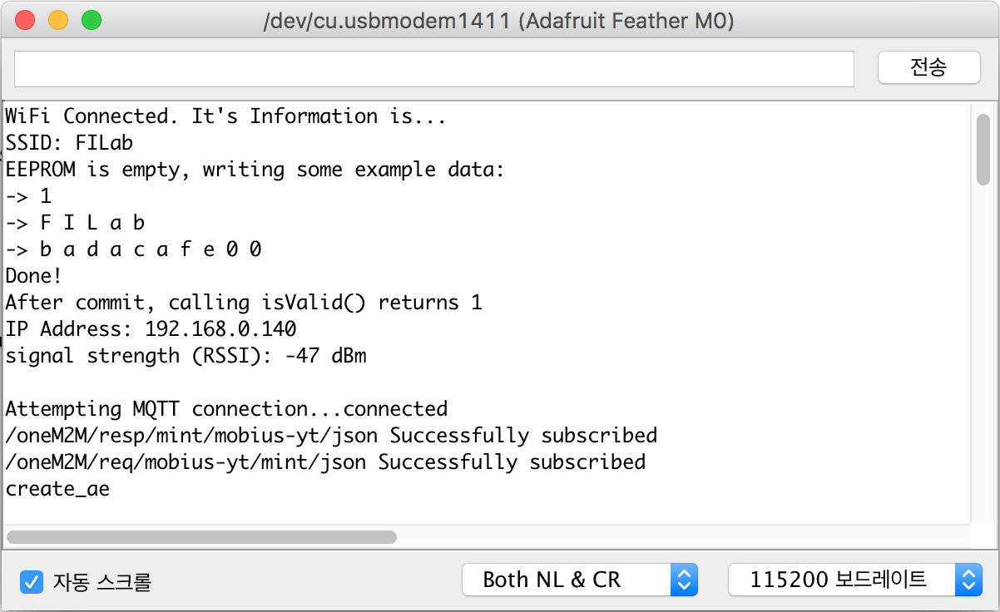 /dev/cu.usbmodem1411 (Adafruit Feather M0)
전송
WiFi Connected. It's Information is...
SSID: FILab
EEPROM is empty, writing some example data:
-> 1
-> F I L a b
-> b a d a c a f e 0 0
Done!
After commit, calling isValid() returns 1
IP Address: 192.168.0.140
signal strength (RSSI): -47 dBm
Attempting MQTT connection...connected
/oneM2M/resp/mint/mobius-yt/json Successfully subscribed
/oneM2M/req/mobius-yt/mint/json Successfully subscribed
create_ae
자동 스크롤
Both NL & CR
115200 보드레이트